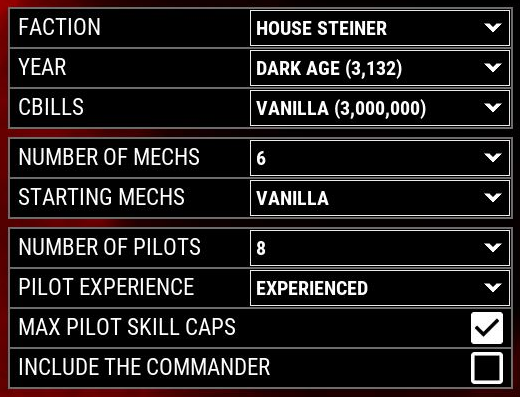 FACTION HOUSE STEINER
YEAR DARK AGE (3,132)
CBILLS VANILLA (3,000,000)
NUMBER OF MECHS 6
STARTING MECHS VANILLA
NUMBER OF PILOTS 8
PILOT EXPERIENCE EXPERIENCED
MAX PILOT SKILL CAPS
INCLUDE THE COMMANDER